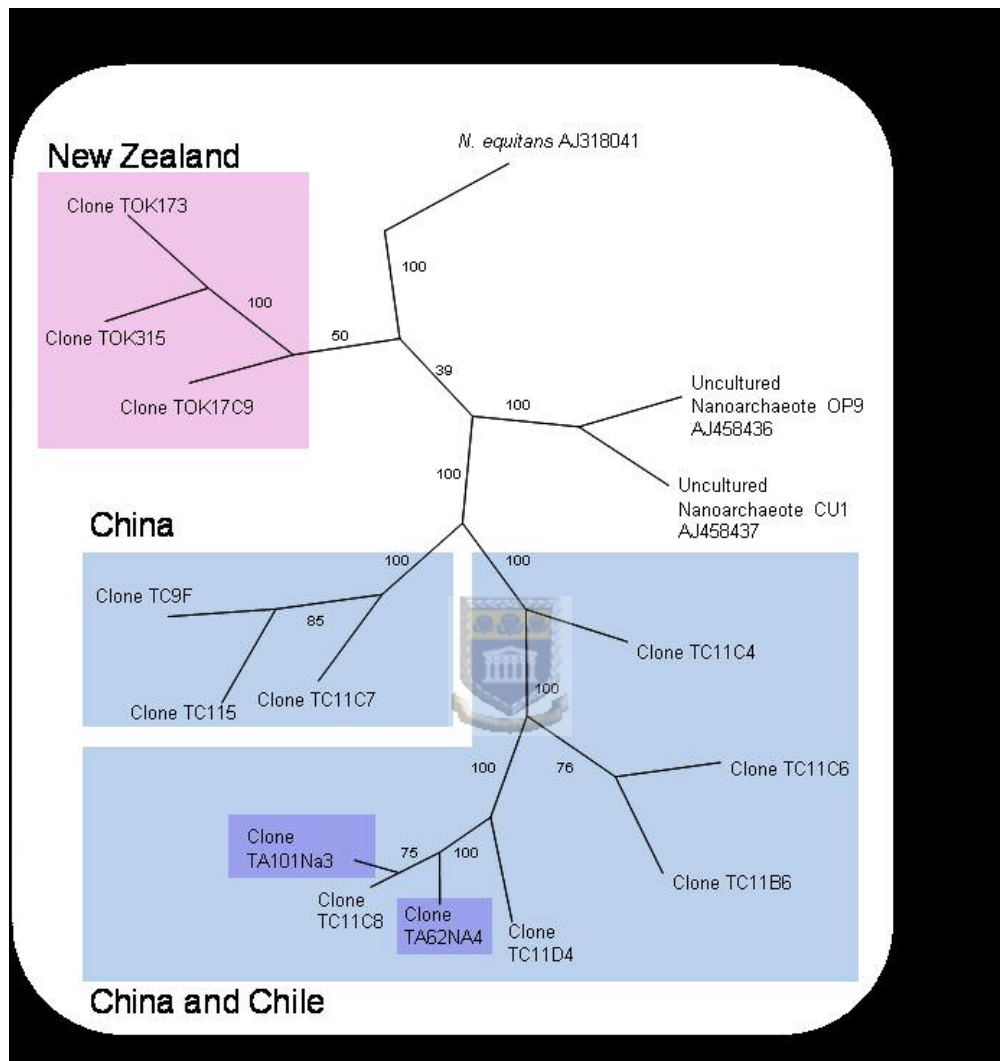 N. equitans AJ318041
New Zealand
Clone TOK173
100
100
Clone TOK315
50
39
Clone TOK17C9
100
Uncultured
Nanoarchaeote OP9
AJ458436
100
Uncultured
Nanoarchaeote CU1
AJ458437
China
100
100
Clone TC9F
85
Clone TC11C4
Clone TC11C7
Clone TC115
100
100
76
Clone TC11C6
Clone
TA101Na3
75
100
Clone TC11B6
Clone
TC11C8
Clone
TA62NA4
Clone
TC11D4
China and Chile